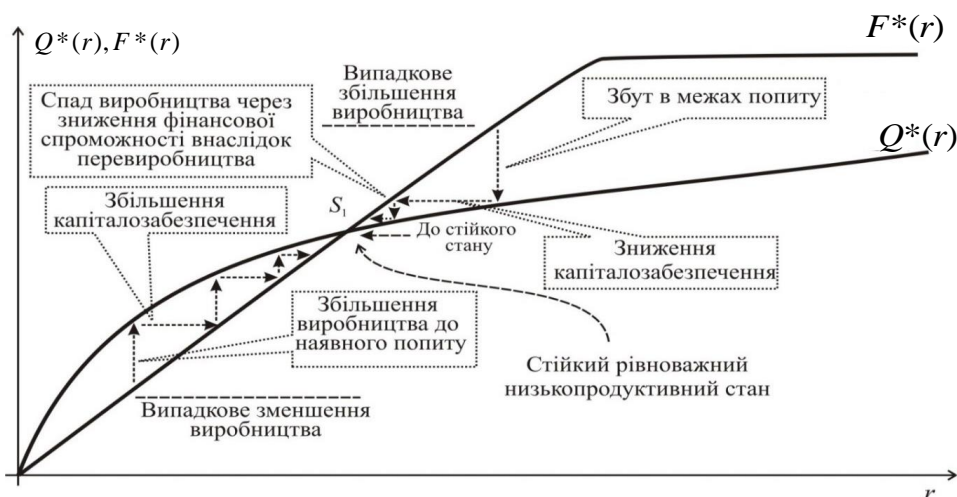 Q*(r), F*(r)
F*(r)
Випадкове
збільшення
виробництва
Спад виробництва через
зниження фінансової
спроможності внаслідок
перевиробництва
Збут в межах попиту
Q*(r)
Збільшення
капіталозабезпечення
S₁
До стійкого
стану
Зниження
капіталозабезпечення
Збільшення
виробництва до
наявного попиту
Стійкий рівноважний
низькопродуктивний стан
Випадкове зменшення
виробництва
r